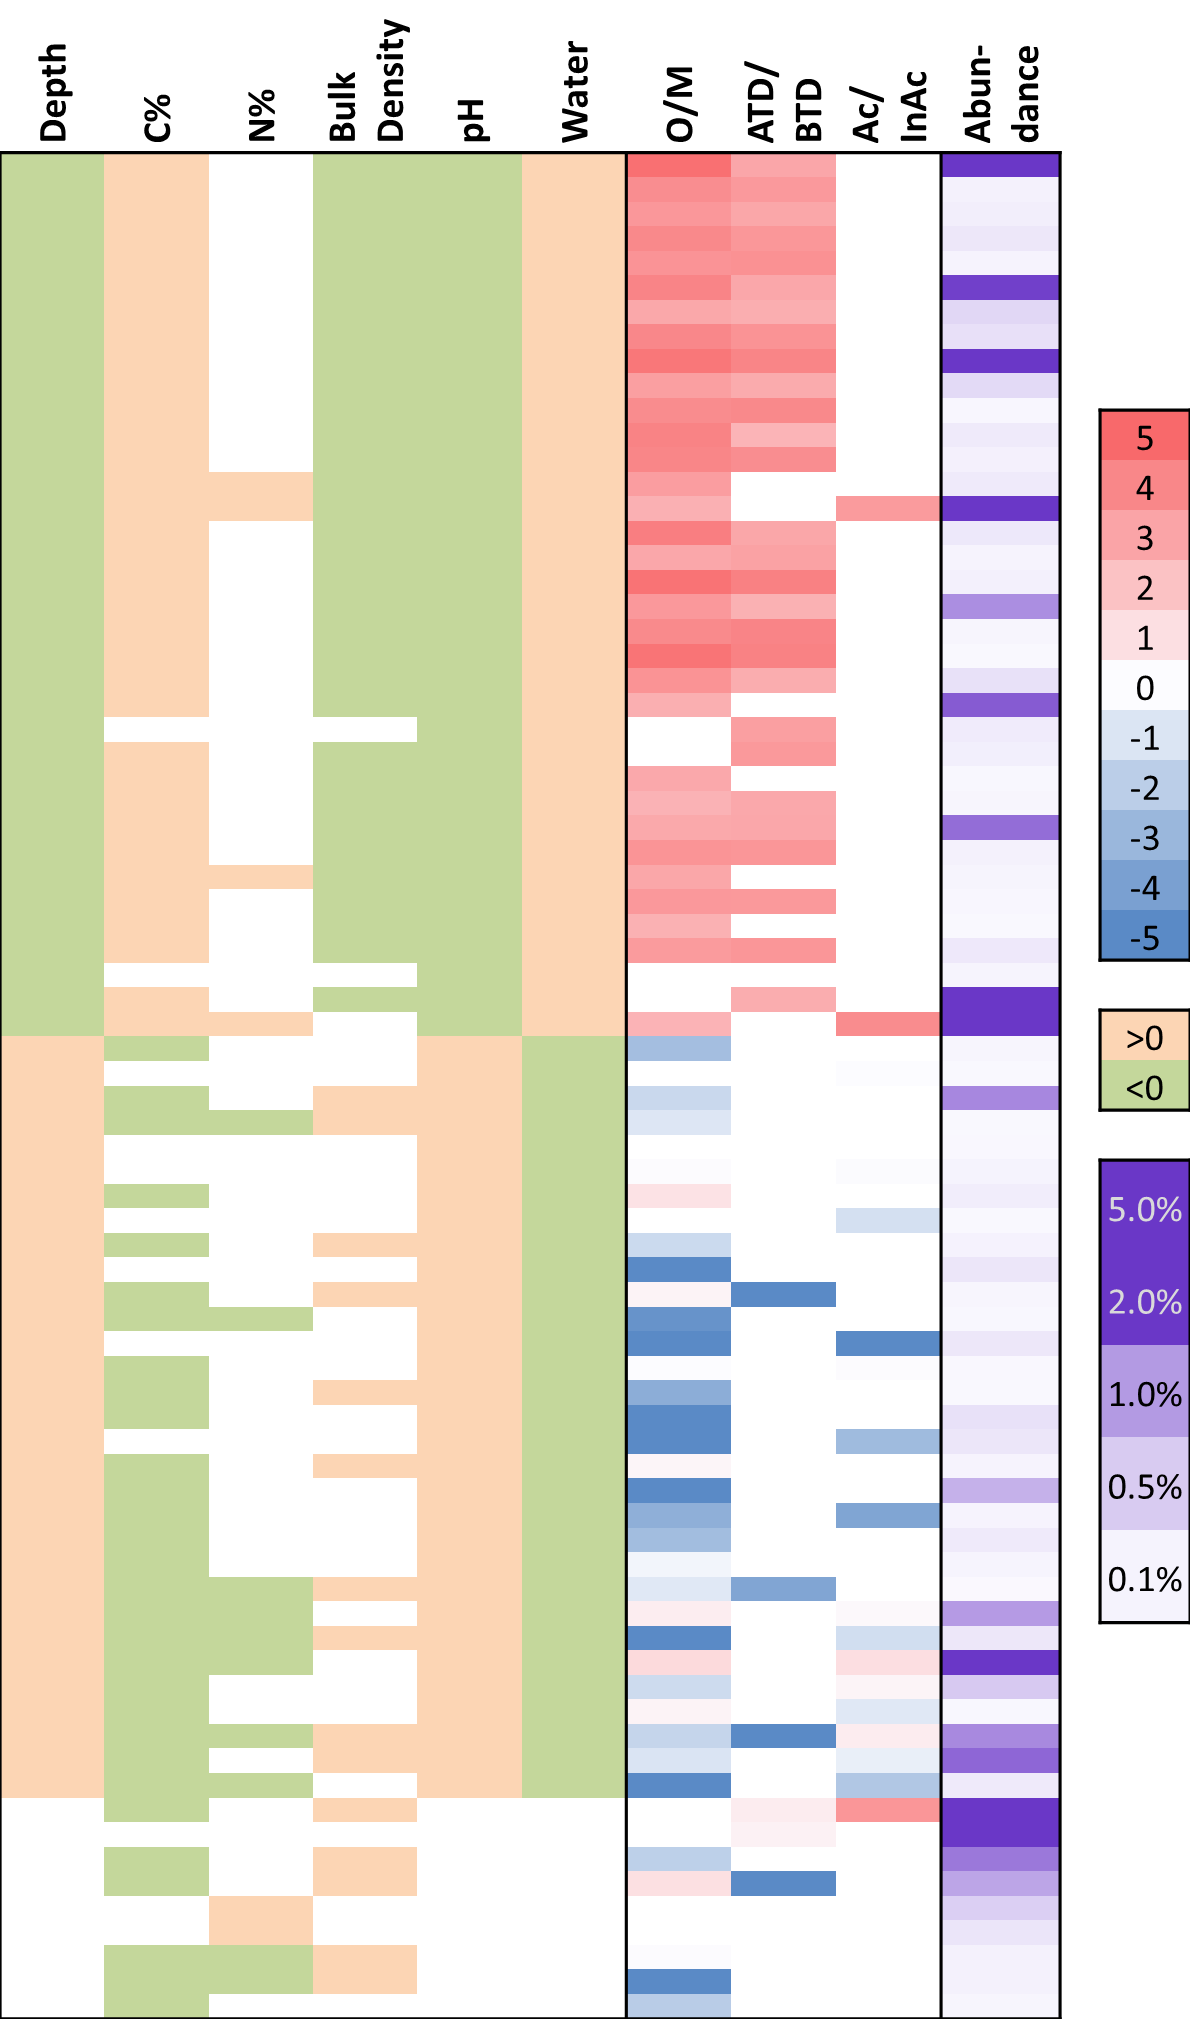 Depth
C%
N%
Bulk
Density
pH
Water
O/M
ATD/
BTD
Ac/
InAc
Abun-
dance
5
4
3
2
1
0
-1
-2
-3
-4
-5
>0
<0
5.0%
2.0%
1.0%
0.5%
0.1%